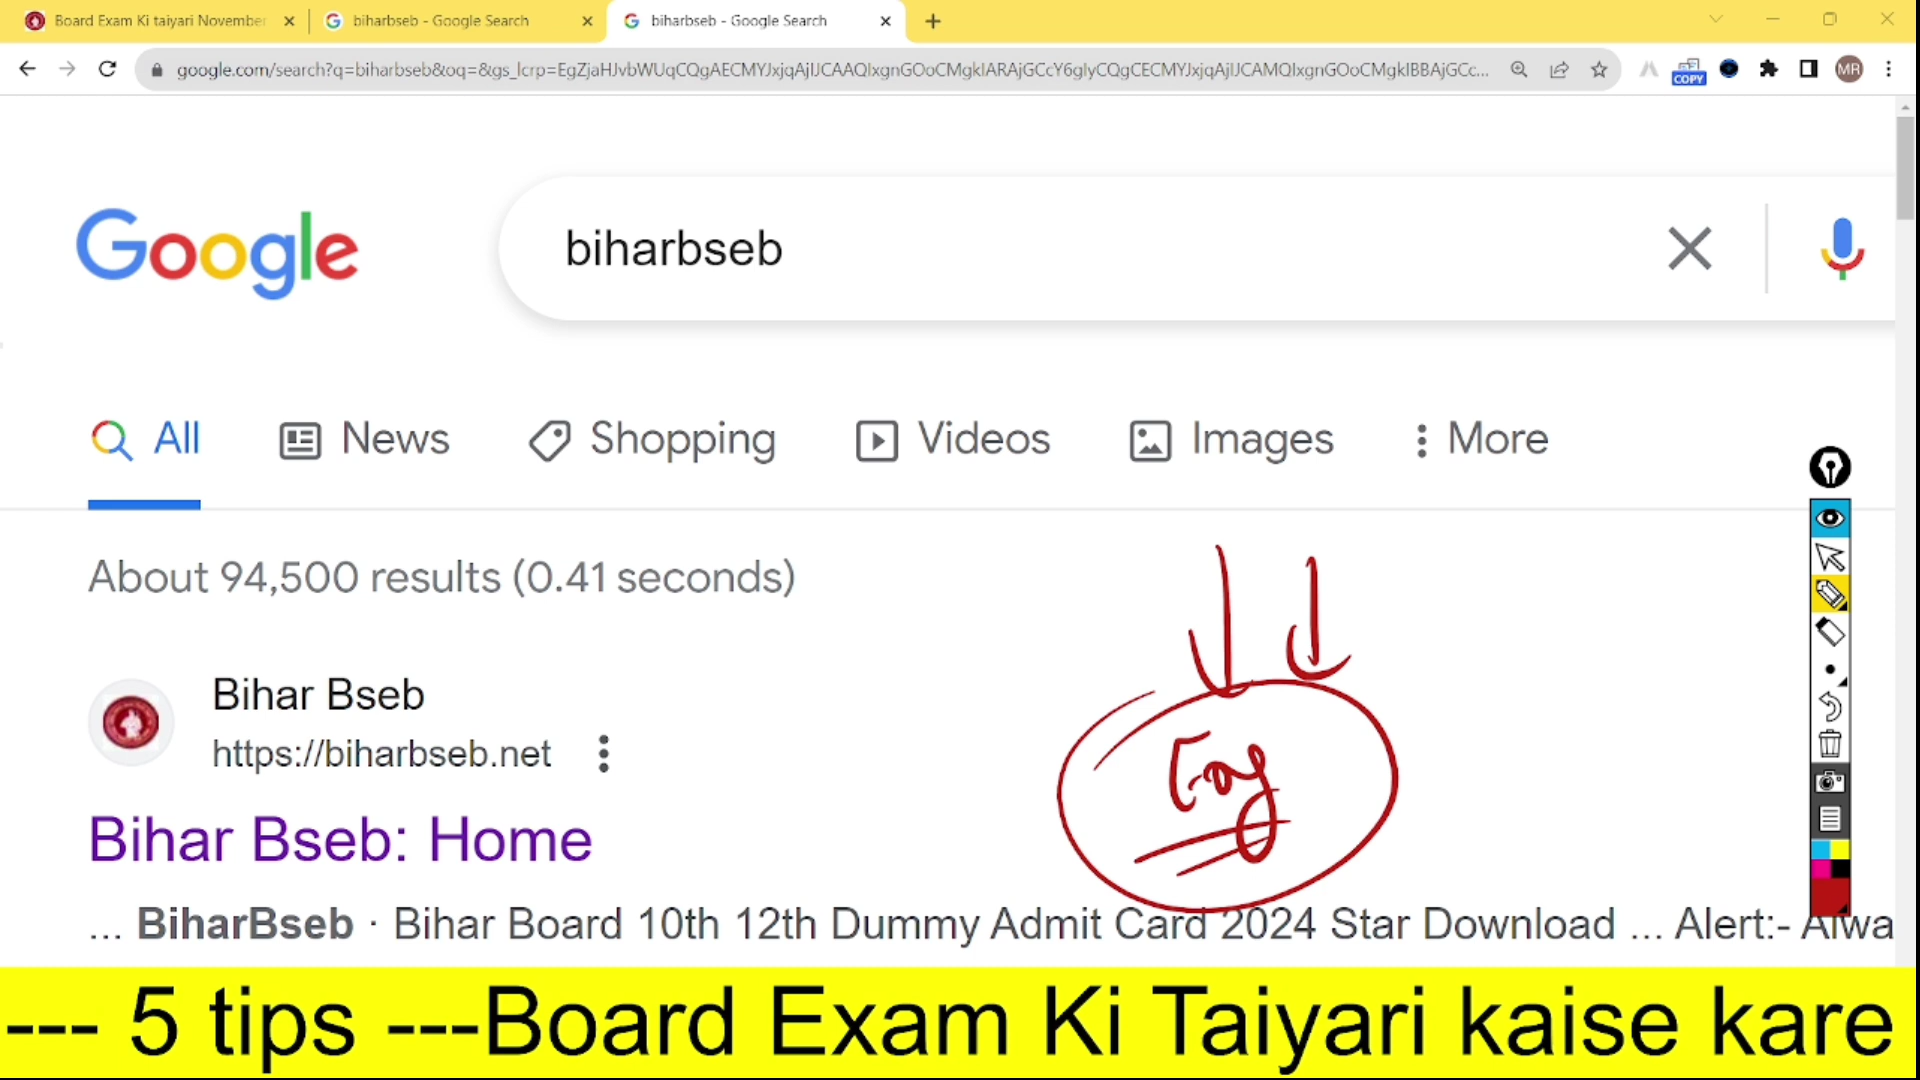 Board Exam Ki taiyari November
biharbseb - Google Search
biharbseb - Google Search
google.com/search?q=biharbseb&oq=&gs_lcrp=
COPY
MR
Google
biharbseb
All
News
Shopping
Videos
Images
More
About 94,500 results (0.41 seconds)
Bihar Bseb
https://biharbseb.net
Eng
Bihar Bseb: Home
... BiharBseb · Bihar Board 10th 12th Dummy Admit Card 2024 Star Download ... Alert:- Alwa
--- 5 tips ---Board Exam Ki Taiyari kaise kare